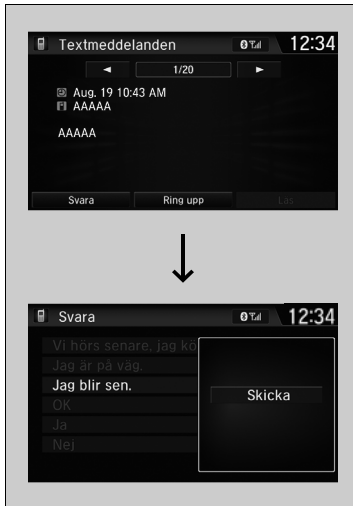 Textmeddelanden
12:34
1/20
Aug. 19 10:43 AM
AAAAA
AAAAA
Svara Ring upp Läs
Svara
12:34
Vi hörs senare, jag kö
Jag är på väg.
Jag blir sen.
Skicka
OK
Ja
Nej